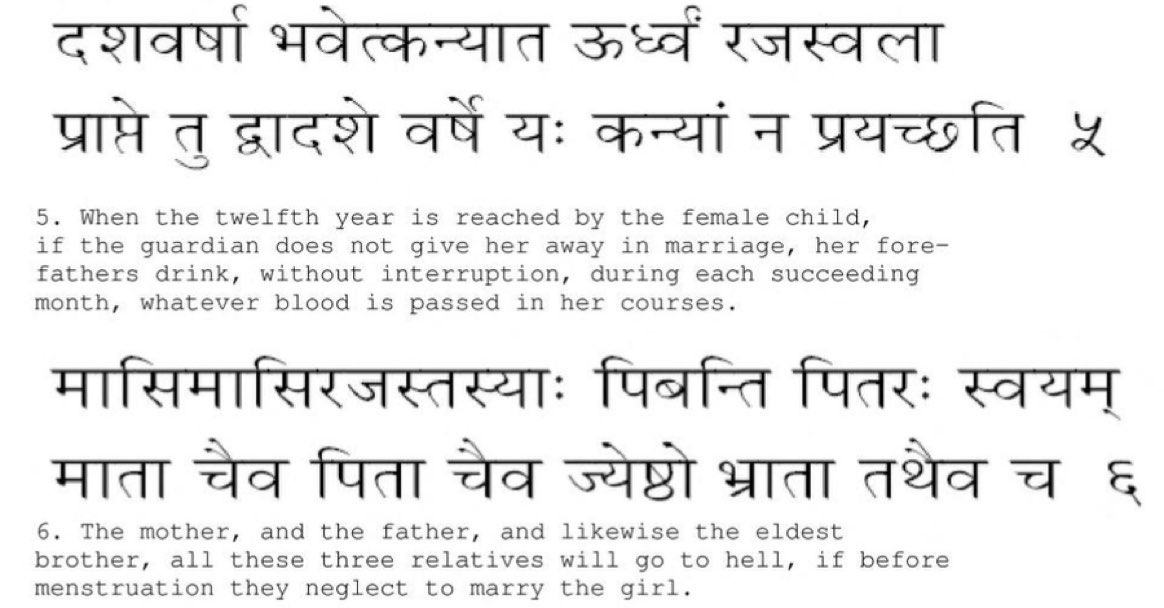 दशवर्षा भवेत्कन्यात ऊर्ध्वं रजस्वला
प्राप्ते तु द्वादशे वर्षे यः कन्यां न प्रयच्छति ५
5. When the twelfth year is reached by the female child,
if the guardian does not give her away in marriage, her fore-
fathers drink, without interruption, during each succeeding
month, whatever blood is passed in her courses.
मासिमासिरजस्तस्याः पिबन्ति पितरः स्वयम्
माता चैव पिता चैव ज्येष्ठो भ्राता तथैव च ६
6. The mother, and the father, and likewise the eldest
brother, all these three relatives will go to hell, if before
menstruation they neglect to marry the girl.